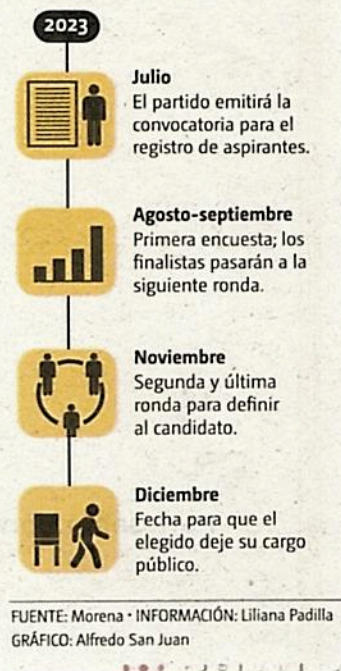 2023
Julio
El partido emitirá la
convocatoria para el
registro de aspirantes.
Agosto-septiembre
Primera encuesta; los
finalistas pasarán a la
siguiente ronda.
Noviembre
Segunda y última
ronda para definir
al candidato.
Diciembre
Fecha para que el
elegido deje su cargo
público.
FUENTE: Morena • INFORMACIÓN: Liliana Padilla
GRÁFICO: Alfredo San Juan